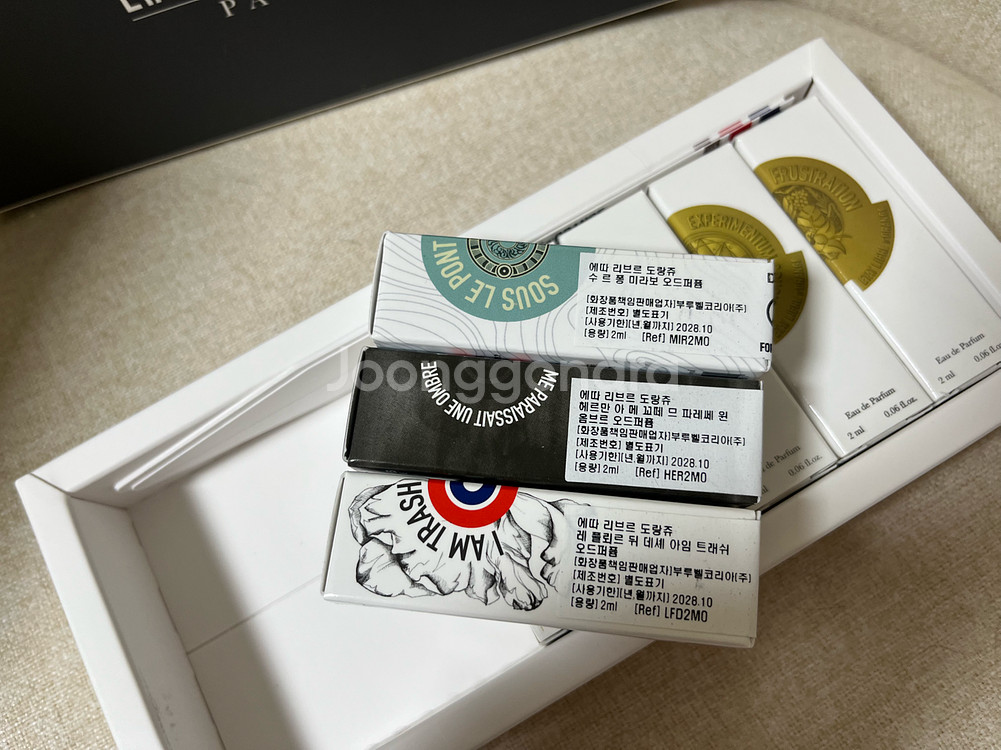 PA
FRUSTRATION
EXPERIMENTUM
SOUS LE PONT
에따 리브르 도랑쥬
수 르 퐁 미라보 오드퍼퓸
[화장품책임판매업자]부루벨코리아(주)
[제조번호] 별도표기
[사용기한][년,월까지] 2028.10
[용량] 2ml [Ref] MIR2M0
Joonggonara
ME PARAISSAIT UNE OMBRE
에따 리브르 도랑쥬
헤르만 아 메 꼬떼 므 파레쎄 윈
옴브르 오드퍼퓸
[화장품책임판매업자]부루벨코리아(주)
[제조번호] 별도표기
[사용기한][년,월까지] 2028.10
[용량] 2ml [Ref] HER2M0
I AM TRASH
에따 리브르 도랑쥬
레 플뢰르 뒤 데셰 아임 트래쉬
오드퍼퓸
[화장품책임판매업자]부루벨코리아(주)
[제조번호] 별도표기
[사용기한][년,월까지] 2028.10
[용량] 2ml [Ref] LFD2M0
Eau de Parfum
2 ml 0.06 fl.oz.
Eau de Parfum
2 ml 0.06 fl.oz.
de Parfum
0.06 fl.oz.